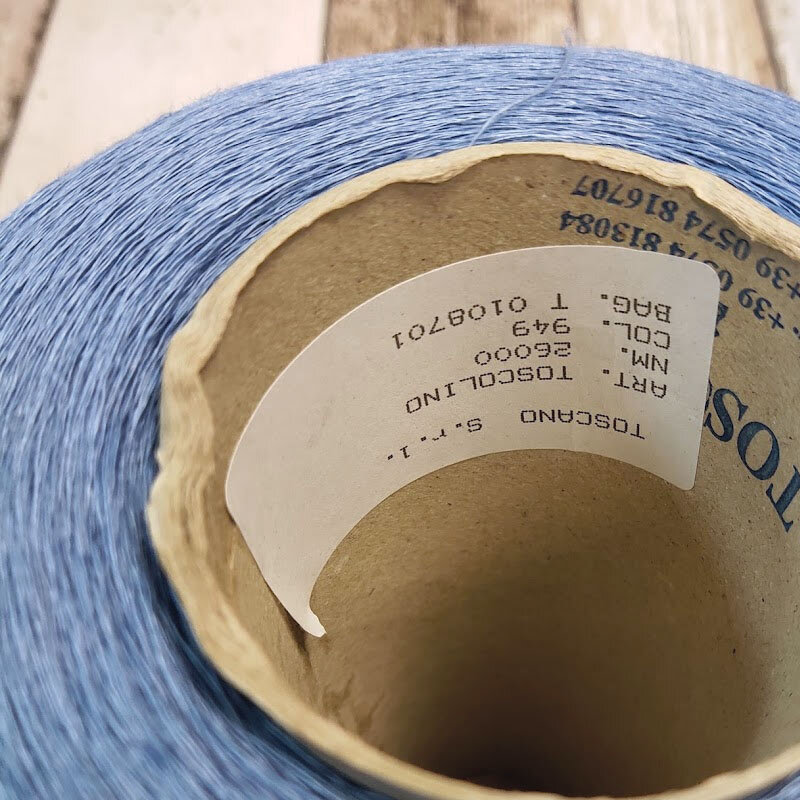 TOSCANO S.r.l.
ART. TOSCOLINO
NM. 26000
COL. 949
BAG. T 0108701
TOS
+39 0574 813084
+39 0574 816707